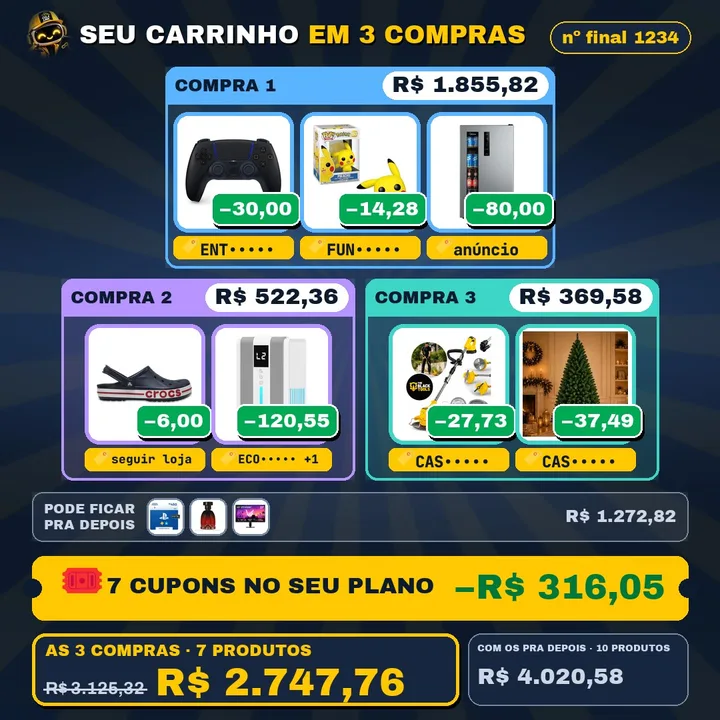 SEU CARRINHO EM 3 COMPRAS
nº final 1234
COMPRA 1
R$ 1.855,82
–30,00
–14,28
–80,00
ENT•••••
FUN•••••
anúncio
COMPRA 2
R$ 522,36
crocs
L2
–6,00
–120,55
seguir loja
ECO••••• +1
COMPRA 3
R$ 369,58
BLACK
TOOLS
–27,73
–37,49
CAS•••••
CAS•••••
PODE FICAR
PRA DEPOIS
R$ 1.272,82
7 CUPONS NO SEU PLANO
–R$ 316,05
AS 3 COMPRAS · 7 PRODUTOS
R$ 3.125,32
R$ 2.747,76
COM OS PRA DEPOIS · 10 PRODUTOS
R$ 4.020,58